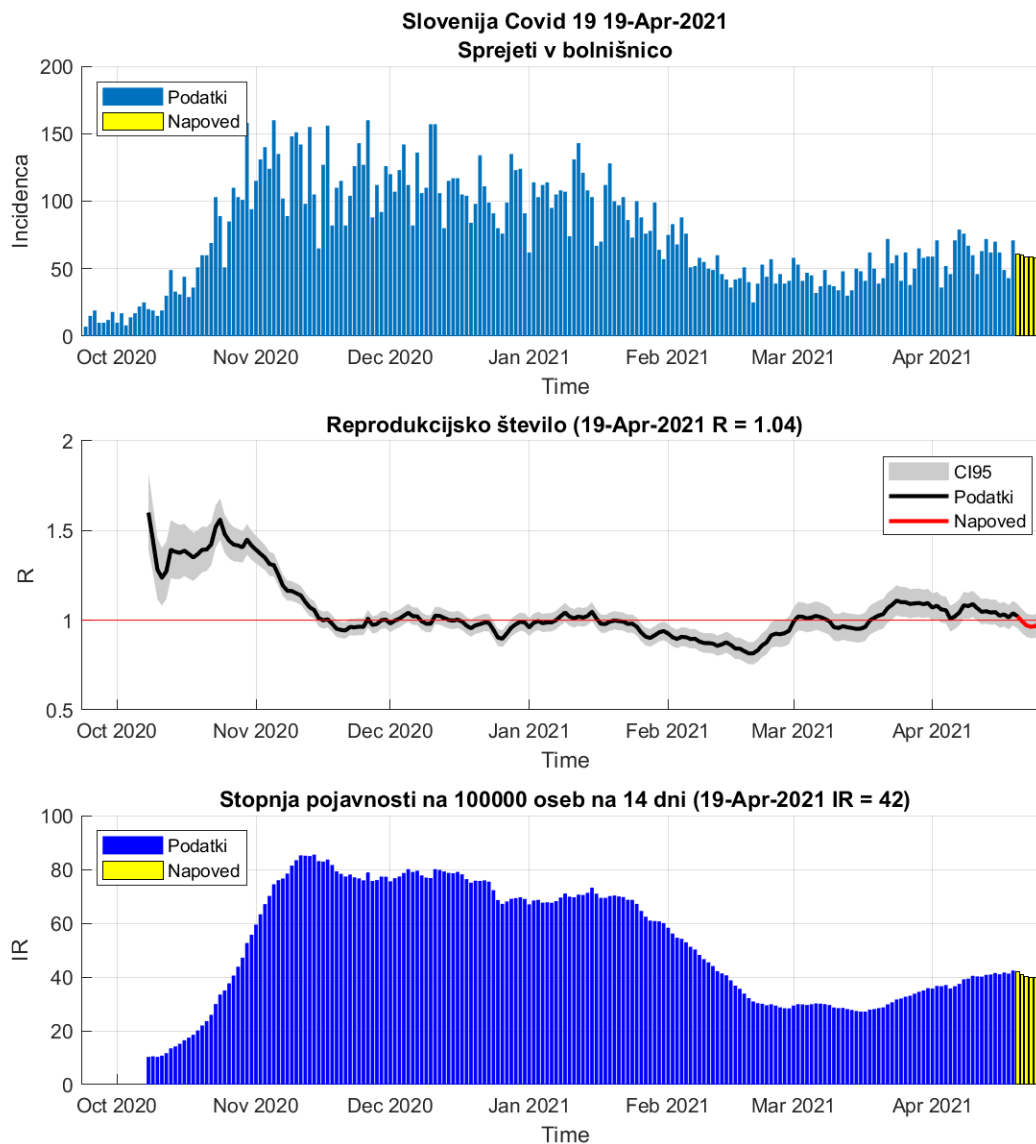 Slovenija Covid 19 19-Apr-2021
Sprejeti v bolnišnico
200
150
100
50
0
Incidenca
Podatki
Napoved
Oct 2020 Nov 2020 Dec 2020 Jan 2021 Feb 2021 Mar 2021 Apr 2021
Time
Reprodukcijsko število (19-Apr-2021 R = 1.04)
2
1.5
1
0.5
R
CI95
Podatki
Napoved
Oct 2020 Nov 2020 Dec 2020 Jan 2021 Feb 2021 Mar 2021 Apr 2021
Time
Stopnja pojavnosti na 100000 oseb na 14 dni (19-Apr-2021 IR = 42)
100
80
60
40
20
0
IR
Podatki
Napoved
Oct 2020 Nov 2020 Dec 2020 Jan 2021 Feb 2021 Mar 2021 Apr 2021
Time